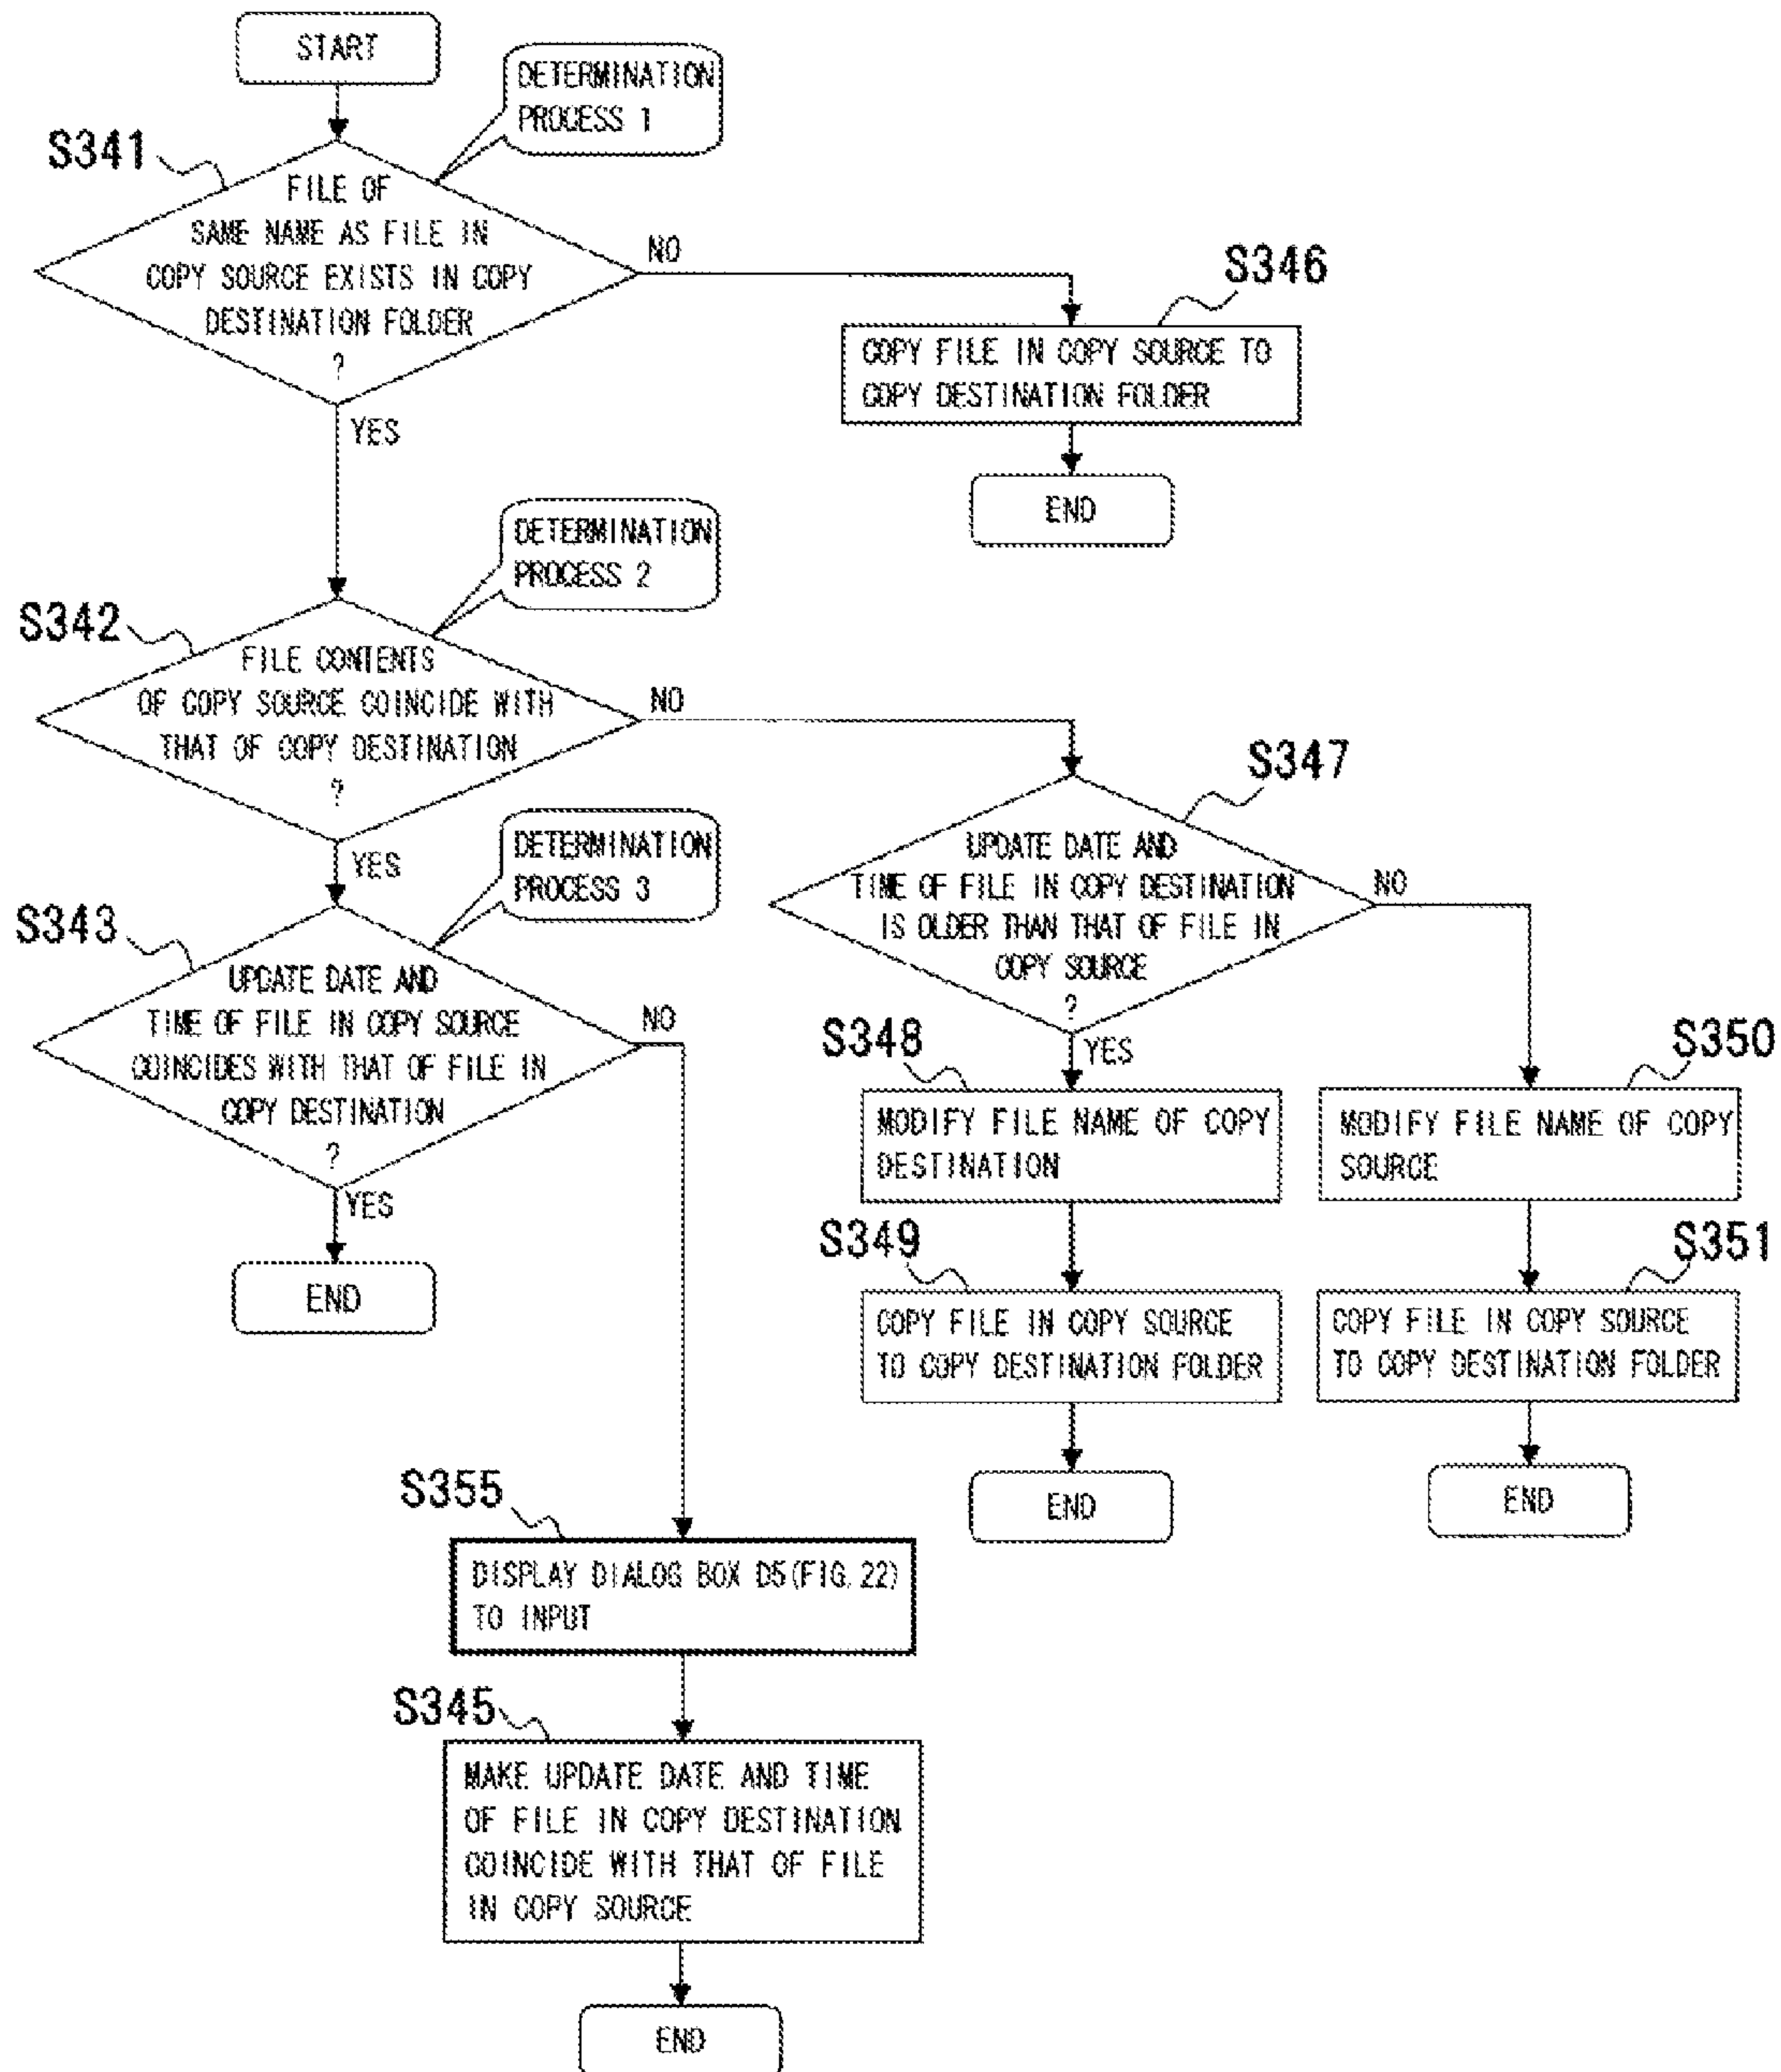 START
DETERMINATION
PROCESS 1
S341
FILE OF
SAME NAME AS FILE IN
COPY SOURCE EXISTS IN COPY
DESTINATION FOLDER
?
NO
YES
S346
COPY FILE IN COPY SOURCE TO
COPY DESTINATION FOLDER
END
DETERMINATION
PROCESS 2
S342
FILE CONTENTS
OF COPY SOURCE COINCIDE WITH
THAT OF COPY DESTINATION
?
NO
YES
S347
UPDATE DATE AND
TIME OF FILE IN COPY DESTINATION
IS OLDER THAN THAT OF FILE IN
COPY SOURCE
?
NO
YES
DETERMINATION
PROCESS 3
S343
UPDATE DATE AND
TIME OF FILE IN COPY SOURCE
COINCIDES WITH THAT OF FILE IN
COPY DESTINATION
?
NO
YES
END
S348
MODIFY FILE NAME OF COPY
DESTINATION
S349
COPY FILE IN COPY SOURCE
TO COPY DESTINATION FOLDER
END
S350
MODIFY FILE NAME OF COPY
SOURCE
S351
COPY FILE IN COPY SOURCE
TO COPY DESTINATION FOLDER
END
S355
DISPLAY DIALOG BOX D5(FIG.22)
TO INPUT
S345
MAKE UPDATE DATE AND TIME
OF FILE IN COPY DESTINATION
COINCIDE WITH THAT OF FILE
IN COPY SOURCE
END